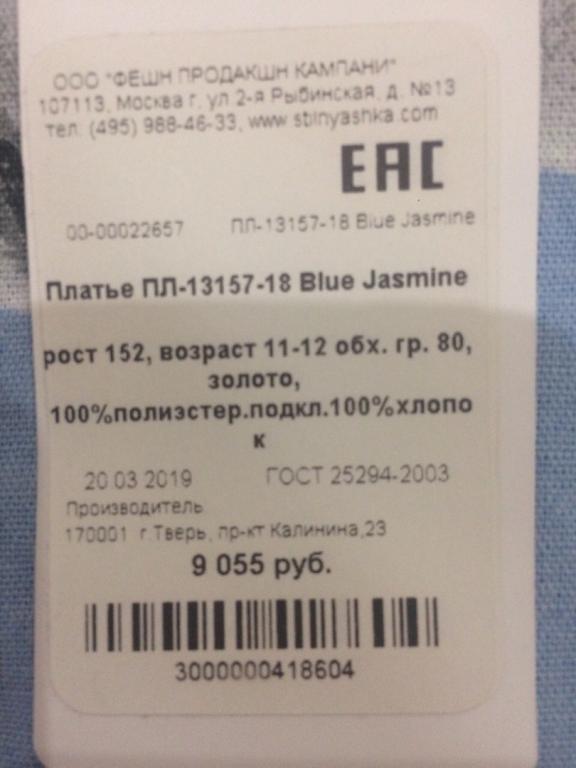 ООО "ФЕШН ПРОДАКШН КАМПАНИ"
107113, Москва г, ул 2-я Рыбинская, д. №13
тел. (495) 988-46-33, www sbinyashka.com
EAC
00-00022657 ПЛ-13157-18 Blue Jasmine
Платье ПЛ-13157-18 Blue Jasmine
рост 152, возраст 11-12 обх. гр. 80,
золото,
100%полиэстер.подкл.100%хлопо
к
20 03 2019 ГОСТ 25294-2003
Производитель
170001 г.Тверь, пр-кт Калинина,23
9 055 руб.
3000000418604